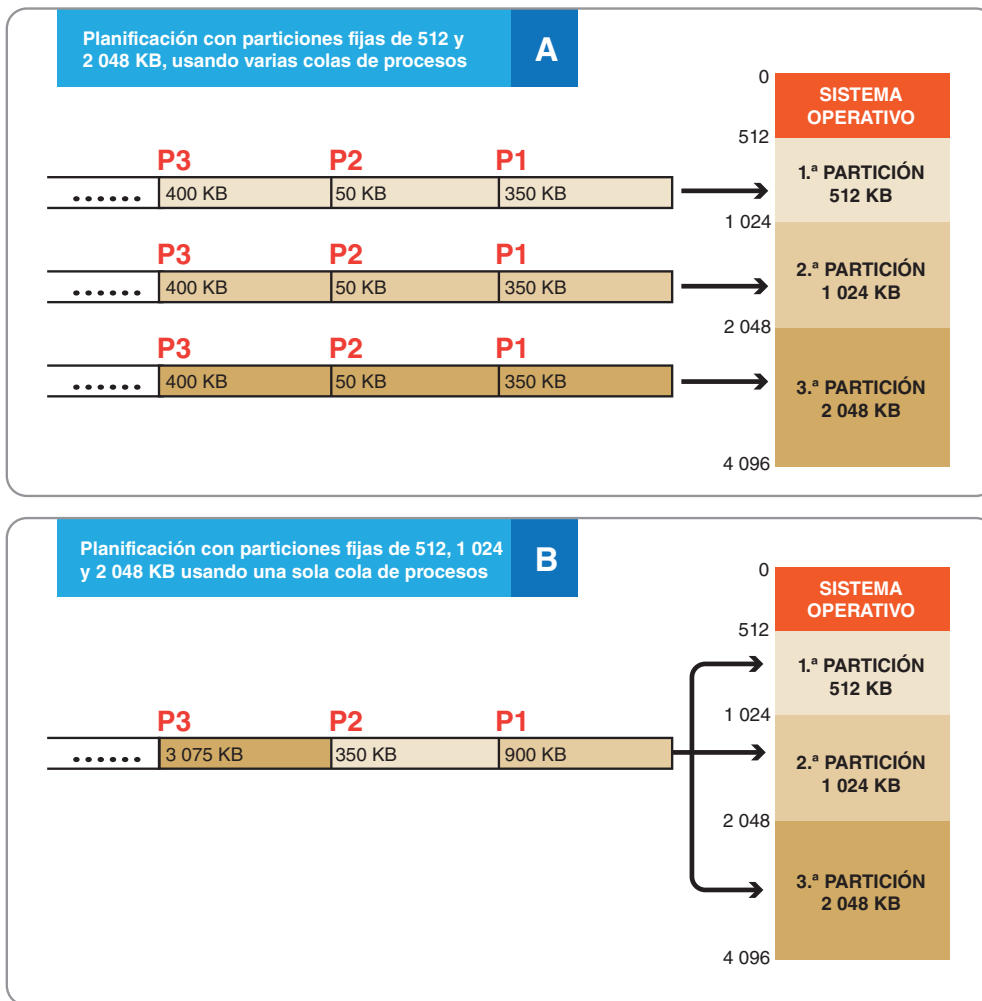 Planificación con particiones fijas de 512 y
2 048 KB, usando varias colas de procesos
A
0
SISTEMA
OPERATIVO
512
P3 P2 P1
...... 400 KB 50 KB 350 KB
1.ª PARTICIÓN
512 KB
1 024
P3 P2 P1
...... 400 KB 50 KB 350 KB
2.ª PARTICIÓN
1 024 KB
2 048
P3 P2 P1
...... 400 KB 50 KB 350 KB
3.ª PARTICIÓN
2 048 KB
4 096
Planificación con particiones fijas de 512, 1 024
y 2 048 KB usando una sola cola de procesos
B
0
SISTEMA
OPERATIVO
512
1.ª PARTICIÓN
512 KB
1 024
P3 P2 P1
...... 3 075 KB 350 KB 900 KB
2.ª PARTICIÓN
1 024 KB
2 048
3.ª PARTICIÓN
2 048 KB
4 096